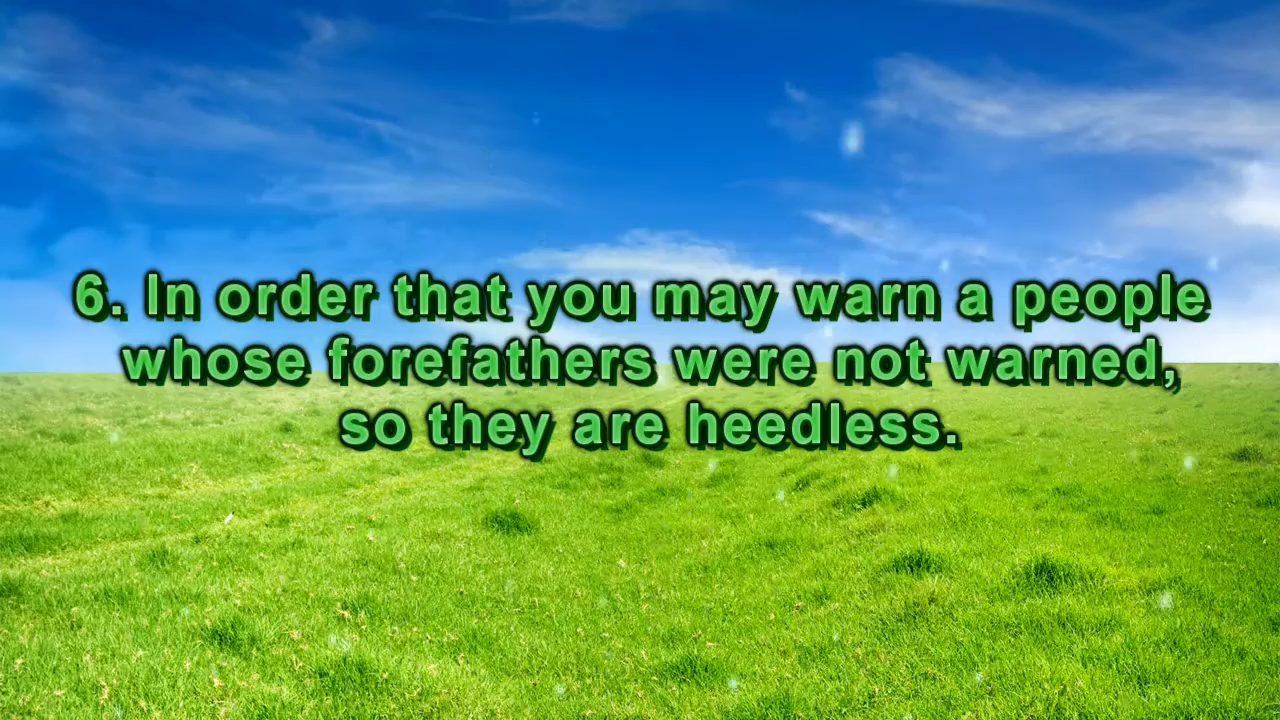 6. In order that you may warn a people
whose forefathers were not warned,
so they are heedless.